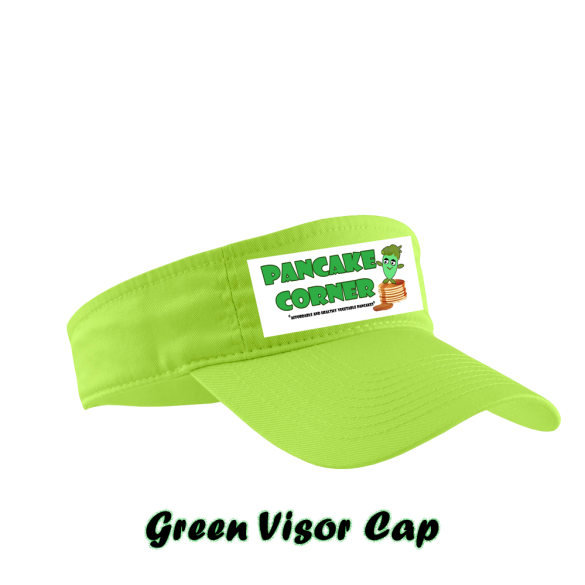 PANCAKE
CORNER
"AFFORDABLE AND HEALTHY VEGETABLE PANCAKES"
Green Visor Cap